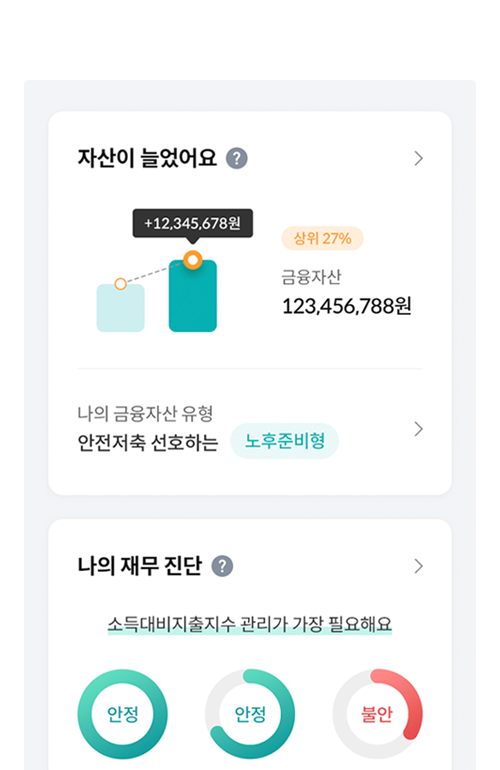 자산이 늘었어요 ?
+12,345,678원
상위 27%
금융자산
123,456,788원
나의 금융자산 유형
안전저축 선호하는 노후준비형
나의 재무 진단 ?
소득대비지출지수 관리가 가장 필요해요
안정 안정 불안